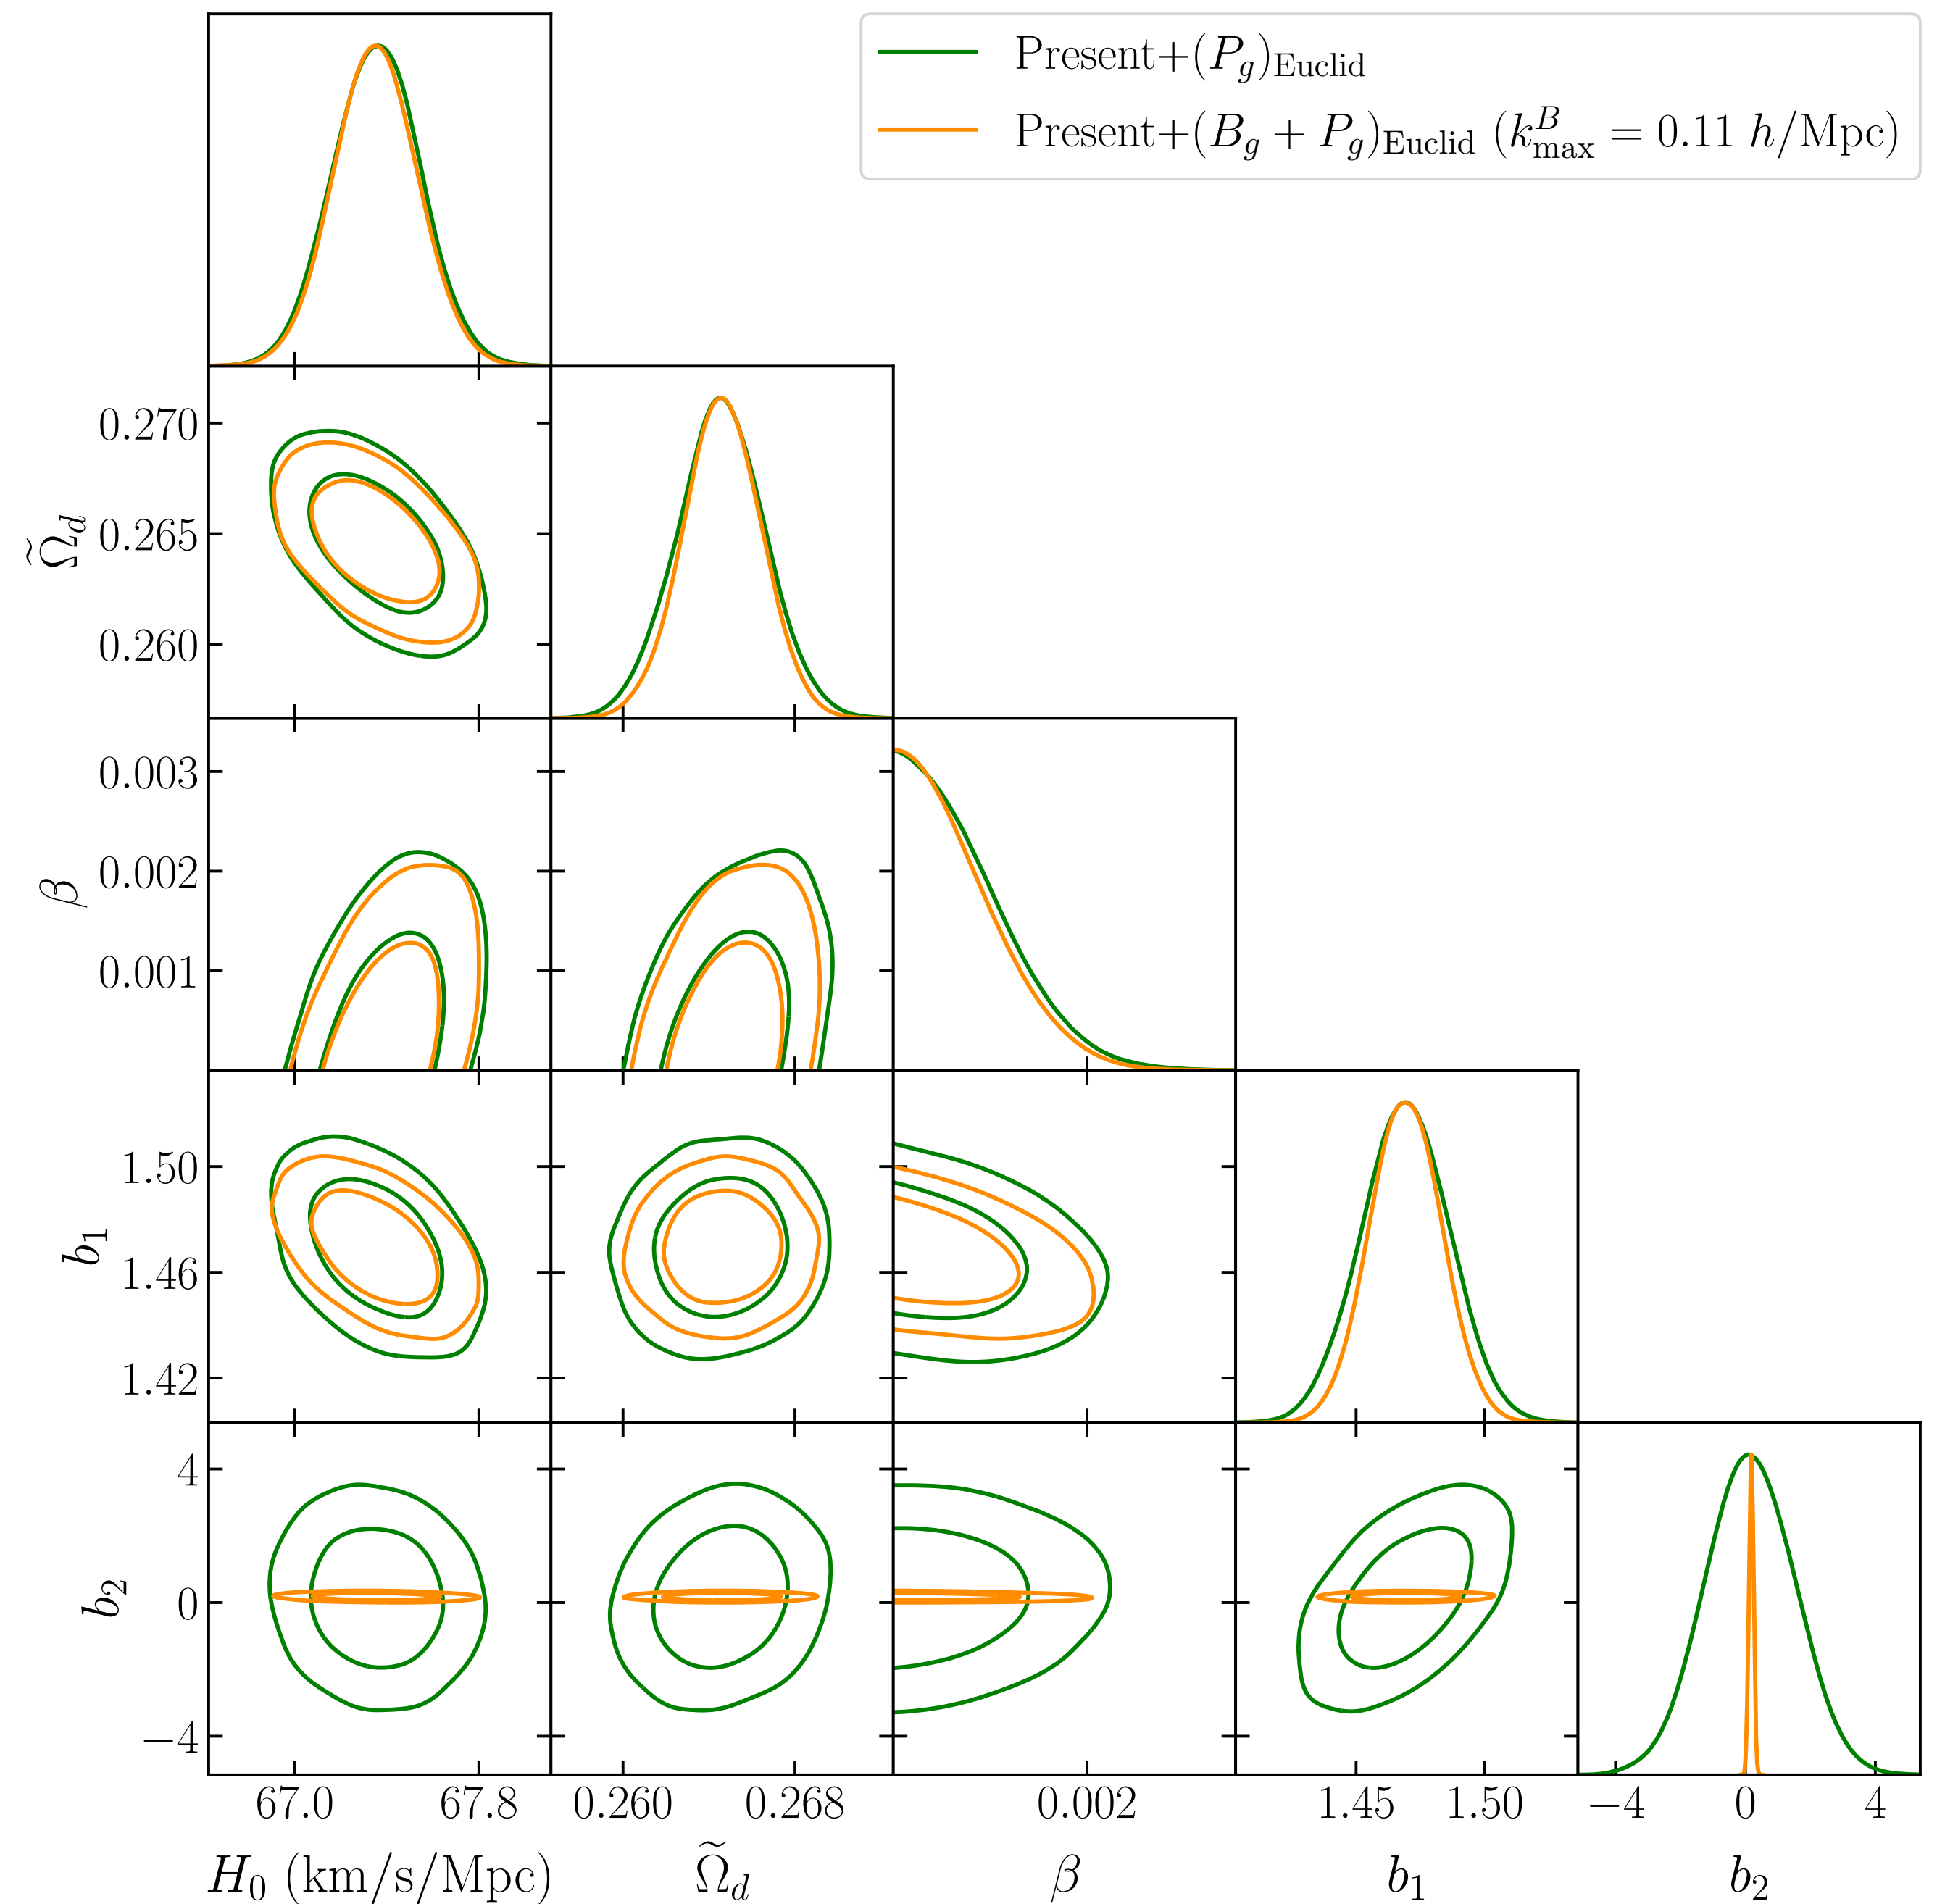 Present+(P_g)_Euclid
Present+(B_g + P_g)_Euclid (k^B_max = 0.11 h/Mpc)
0.270
0.265
0.260
Ω̃_d
0.003
0.002
0.001
β
1.50
1.46
1.42
b_1
4
0
−4
b_2
67.0 67.8 0.260 0.268 0.002 1.45 1.50 −4 0 4
H_0 (km/s/Mpc) Ω̃_d β b_1 b_2